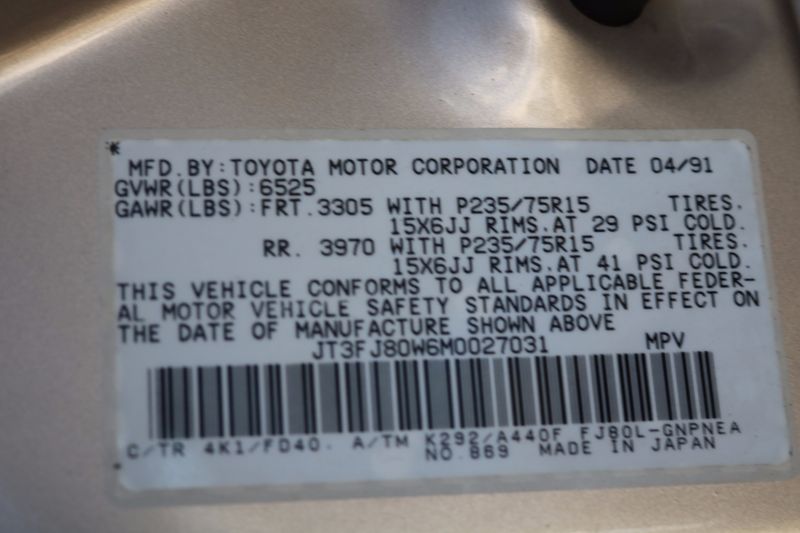 MFD.BY:TOYOTA MOTOR CORPORATION DATE 04/91
GVWR(LBS):6525
GAWR(LBS):FRT.3305 WITH P235/75R15 TIRES.
15X6JJ RIMS.AT 29 PSI COLD.
RR. 3970 WITH P235/75R15 TIRES.
15X6JJ RIMS.AT 41 PSI COLD.
THIS VEHICLE CONFORMS TO ALL APPLICABLE FEDER-
AL MOTOR VEHICLE SAFETY STANDARDS IN EFFECT ON
THE DATE OF MANUFACTURE SHOWN ABOVE
JT3FJ80W6M0027031 MPV
C/TR 4K1/FD40. A/TM K292/A440F FJ80L-GNPNEA
NO.869 MADE IN JAPAN